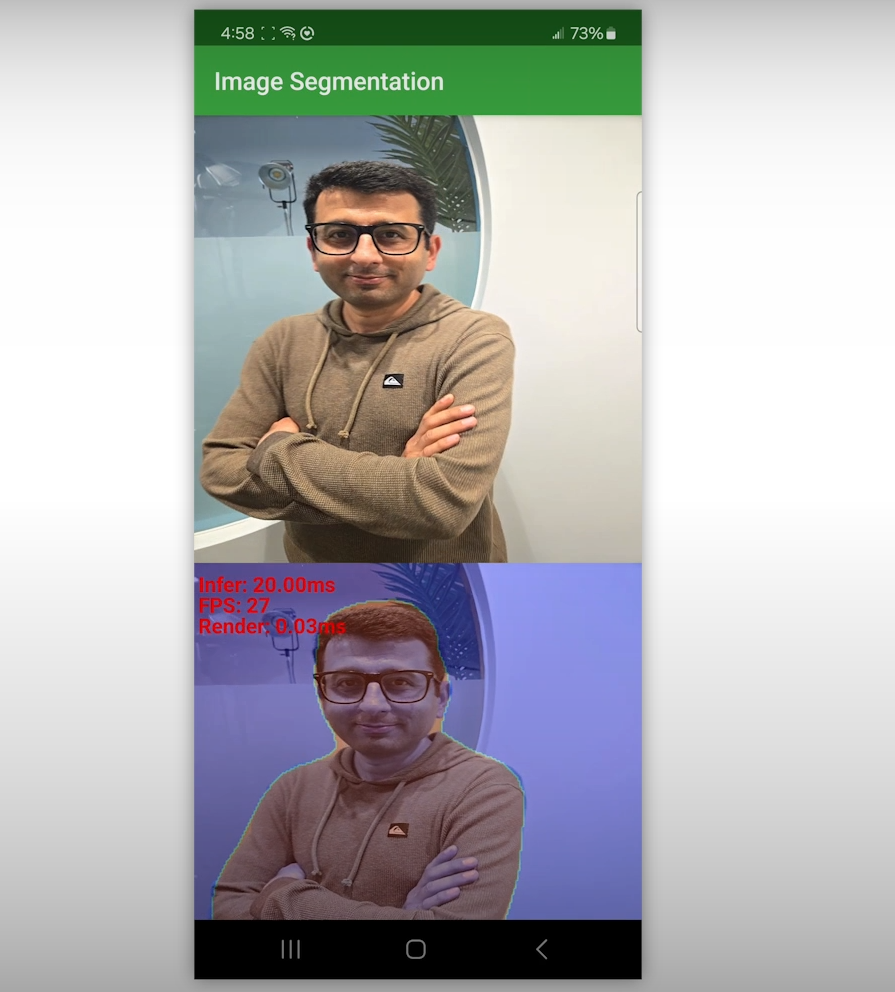 4:58
73%
Image Segmentation
Infer: 20.00ms
FPS: 27
Render: 0.03ms